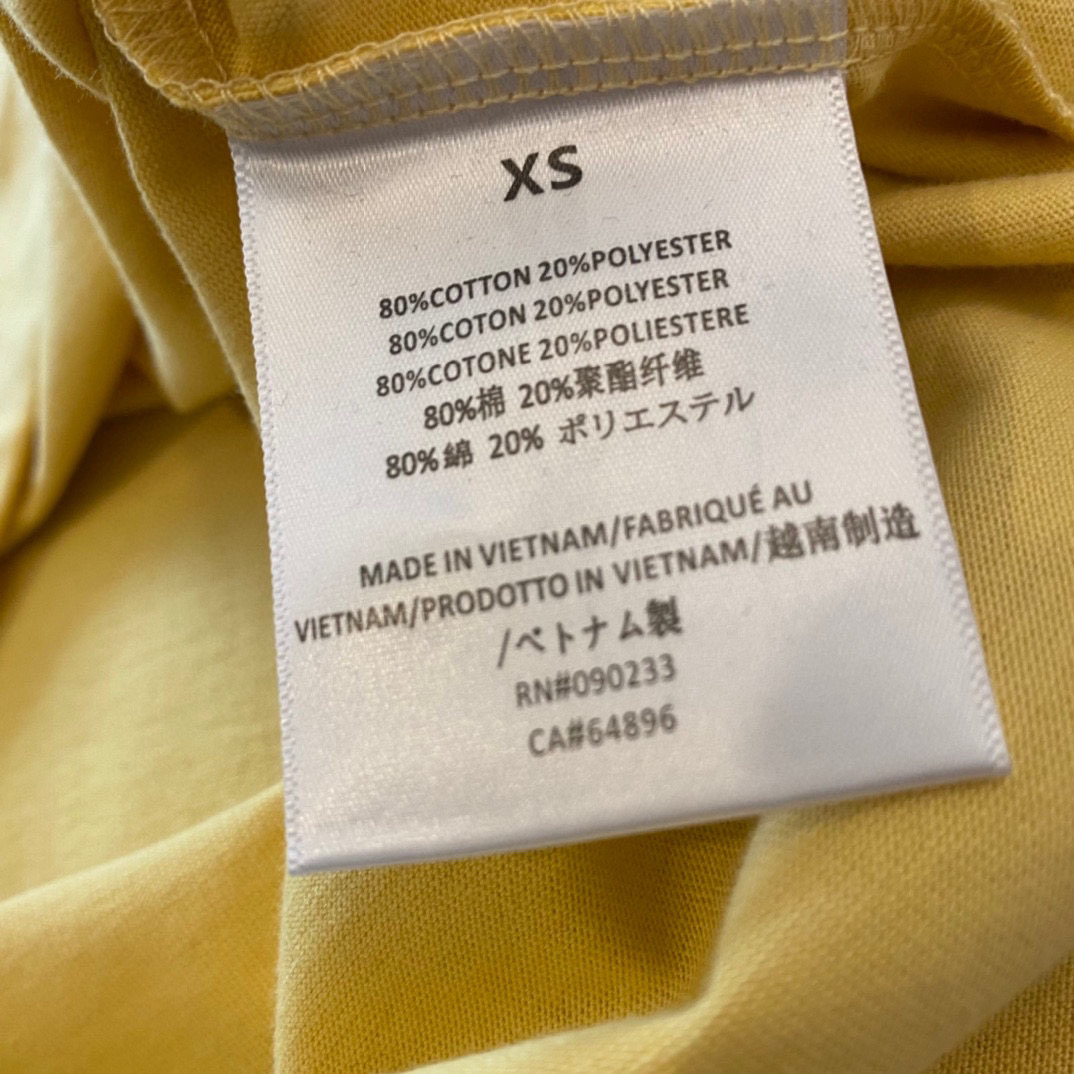 XS
80%COTTON 20%POLYESTER
80%COTON 20%POLYESTER
80%COTONE 20%POLIESTERE
80%棉 20%聚酯纤维
80%綿 20% ポリエステル
MADE IN VIETNAM/FABRIQUÉ AU
VIETNAM/PRODOTTO IN VIETNAM/越南制造
/ベトナム製
RN#090233
CA#64896